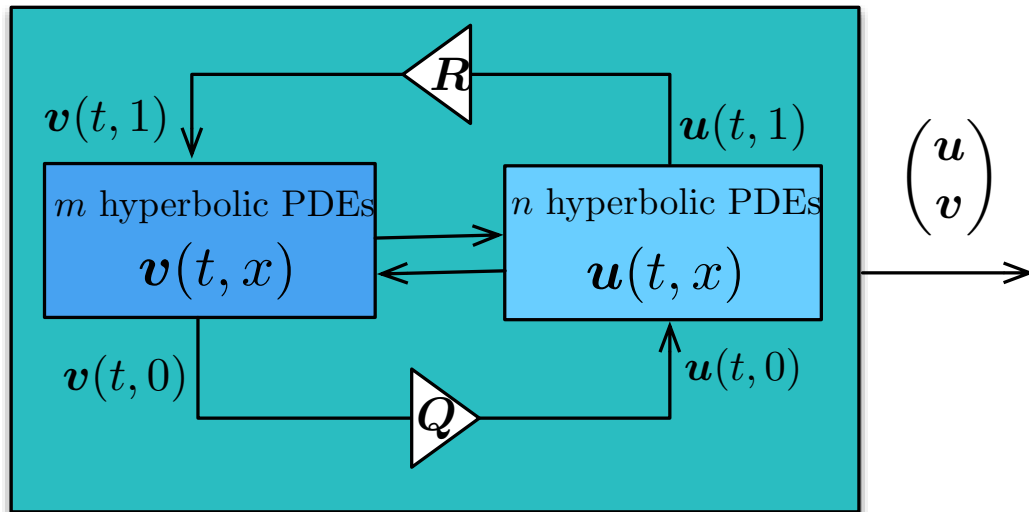 R
v(t, 1)
u(t, 1)
m hyperbolic PDEs
v(t, x)
n hyperbolic PDEs
u(t, x)
v(t, 0)
u(t, 0)
Q
(u
v)